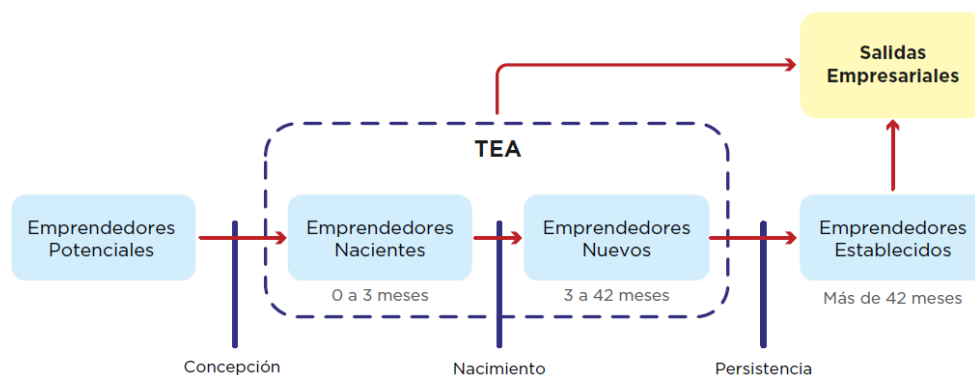 Salidas
Empresariales
TEA
Emprendedores
Potenciales
Emprendedores
Nacientes
Emprendedores
Nuevos
Emprendedores
Establecidos
0 a 3 meses
3 a 42 meses
Más de 42 meses
Concepción
Nacimiento
Persistencia